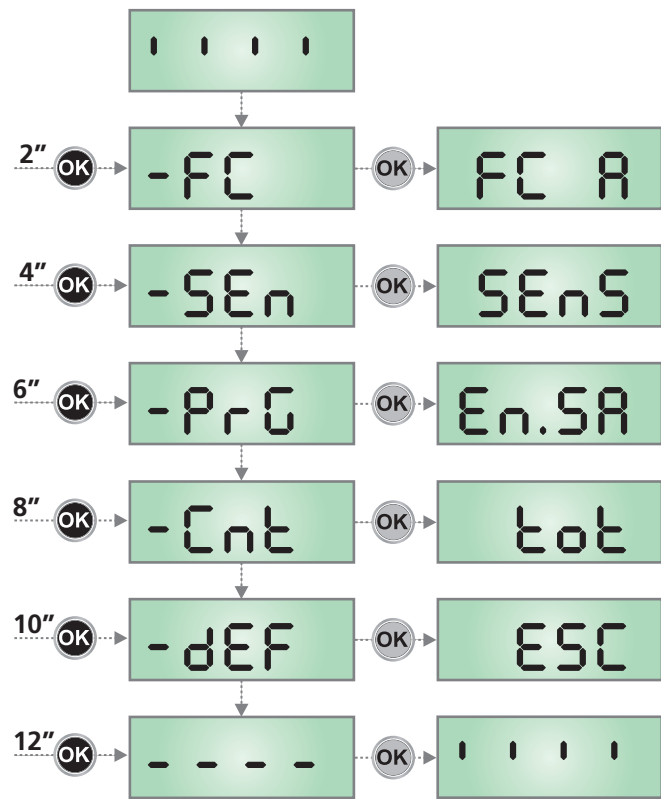 ı ı ı ı
2” OK -FC OK FC A
4” OK -SEn OK SEnS
6” OK -PrG OK En.SA
8” OK -Cnt OK tot
10” OK -dEF OK ESC
12” OK _ _ _ _ OK ı ı ı ı